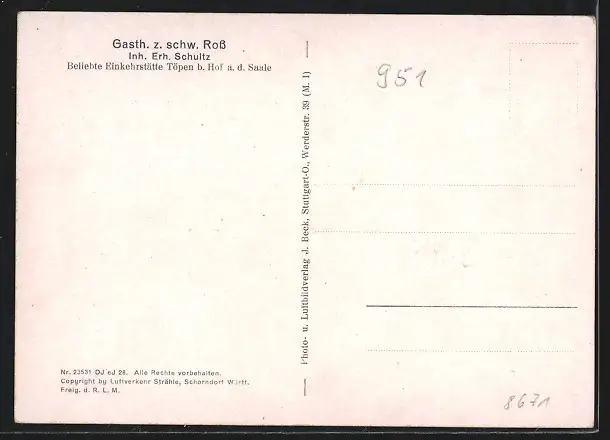 Gasth. z. schw. Roß
Inh. Erh. Schultz
Beliebte Einkehrstätte Töpen b. Hof a. d. Saale
Photo- u. Luftbildverlag J. Beck, Stuttgart-O., Werderstr. 39 (M. 1)
951
Nr. 23531 DJ eJ 28. Alle Rechte vorbehalten.
Copyright by Luftverkehr Strähle, Schorndorf Württ.
Freig. d. R. L. M.
8671